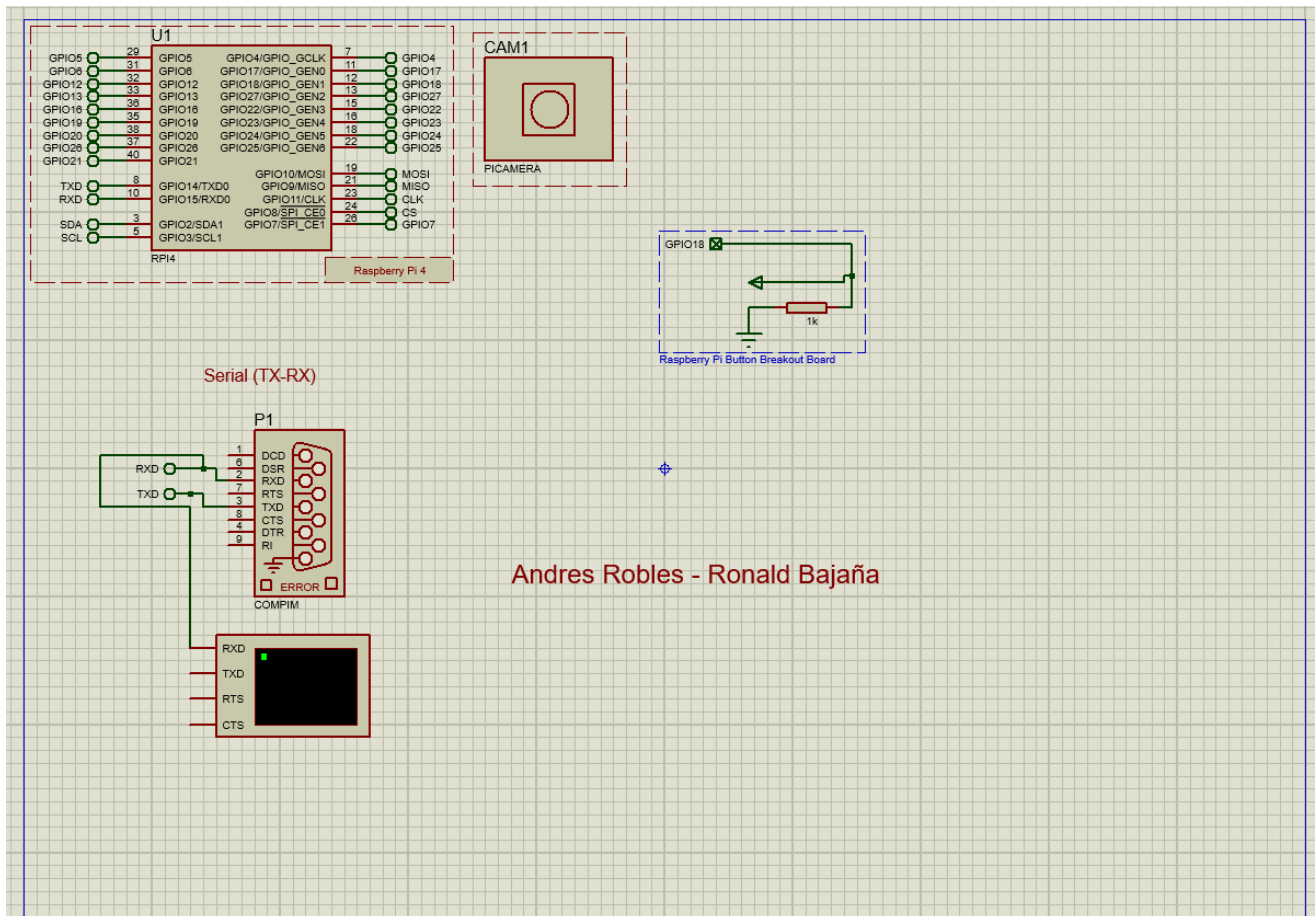 U1
GPIO5 29 GPIO5 GPIO4/GPIO_GCLK 7 GPIO4
GPIO6 31 GPIO6 GPIO17/GPIO_GEN0 11 GPIO17
GPIO12 32 GPIO12 GPIO18/GPIO_GEN1 12 GPIO18
GPIO13 33 GPIO13 GPIO27/GPIO_GEN2 13 GPIO27
GPIO16 36 GPIO16 GPIO22/GPIO_GEN3 15 GPIO22
GPIO19 35 GPIO19 GPIO23/GPIO_GEN4 16 GPIO23
GPIO20 38 GPIO20 GPIO24/GPIO_GEN5 18 GPIO24
GPIO26 37 GPIO26 GPIO25/GPIO_GEN6 22 GPIO25
GPIO21 40 GPIO21
GPIO10/MOSI 19 MOSI
TXD 8 GPIO14/TXD0 GPIO9/MISO 21 MISO
RXD 10 GPIO15/RXD0 GPIO11/CLK 23 CLK
GPIO8/SPI_CE0 24 CS
SDA 3 GPIO2/SDA1 GPIO7/SPI_CE1 26 GPIO7
SCL 5 GPIO3/SCL1
RPI4
Raspberry Pi 4
CAM1
PICAMERA
GPIO18
1k
Raspberry Pi Button Breakout Board
Serial (TX-RX)
P1
1 DCD
RXD 6 DSR
2 RXD
TXD 7 RTS
3 TXD
8 CTS
4 DTR
9 RI
ERROR
COMPIM
Andres Robles - Ronald Bajaña
RXD
TXD
RTS
CTS